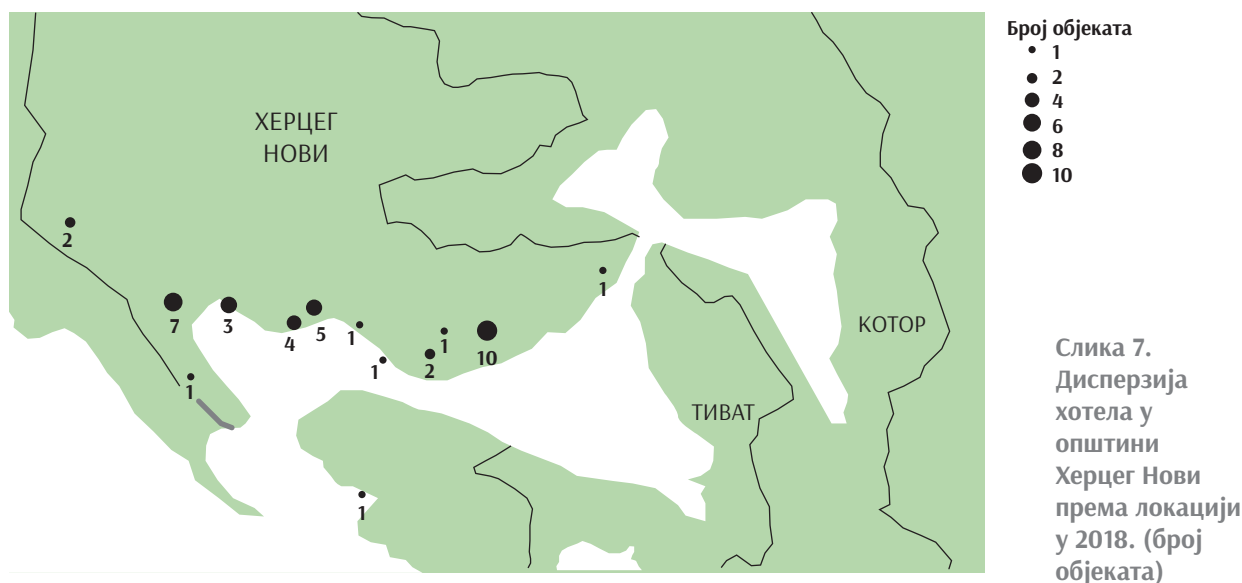 Број објеката
1
2
4
6
8
10
ХЕРЦЕГ
НОВИ
КОТОР
ТИВАТ
2
7
3
4
5
1
1
1
2
10
1
1
1
Слика 7.
Дисперзија
хотела у
општини
Херцег Нови
према локацији
у 2018. (број
објеката)